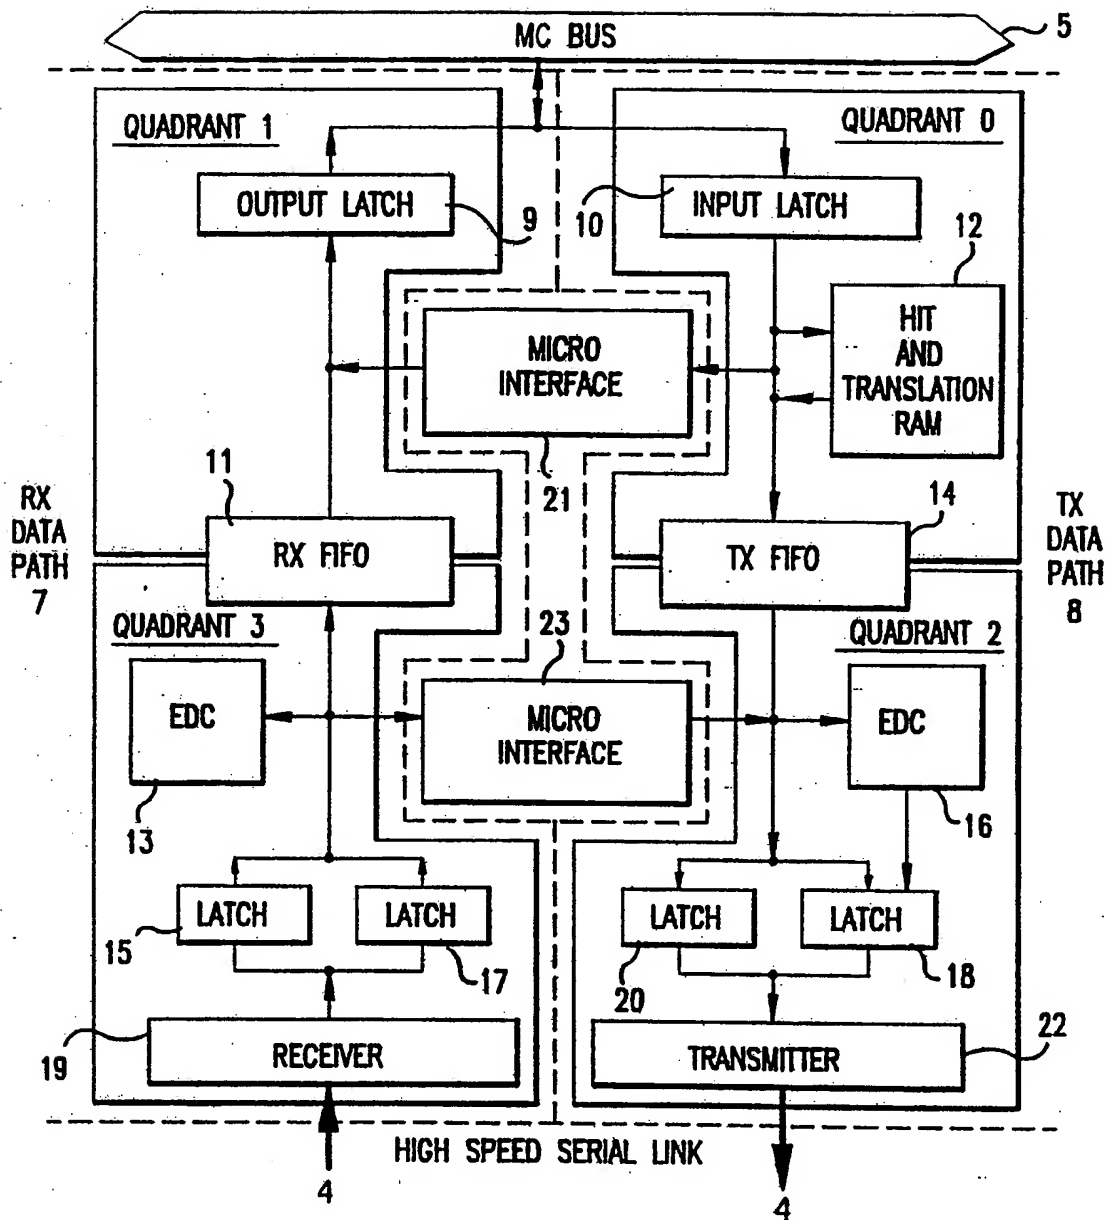 MC BUS
5
QUADRANT 1
QUADRANT 0
OUTPUT LATCH
9
10
INPUT LATCH
12
HIT
AND
TRANSLATION
RAM
MICRO
INTERFACE
21
11
RX FIFO
14
TX FIFO
RX
DATA
PATH
7
TX
DATA
PATH
8
QUADRANT 3
23
QUADRANT 2
EDC
13
MICRO
INTERFACE
EDC
16
LATCH
15
LATCH
17
LATCH
20
LATCH
18
19
RECEIVER
TRANSMITTER
22
HIGH SPEED SERIAL LINK
4
4